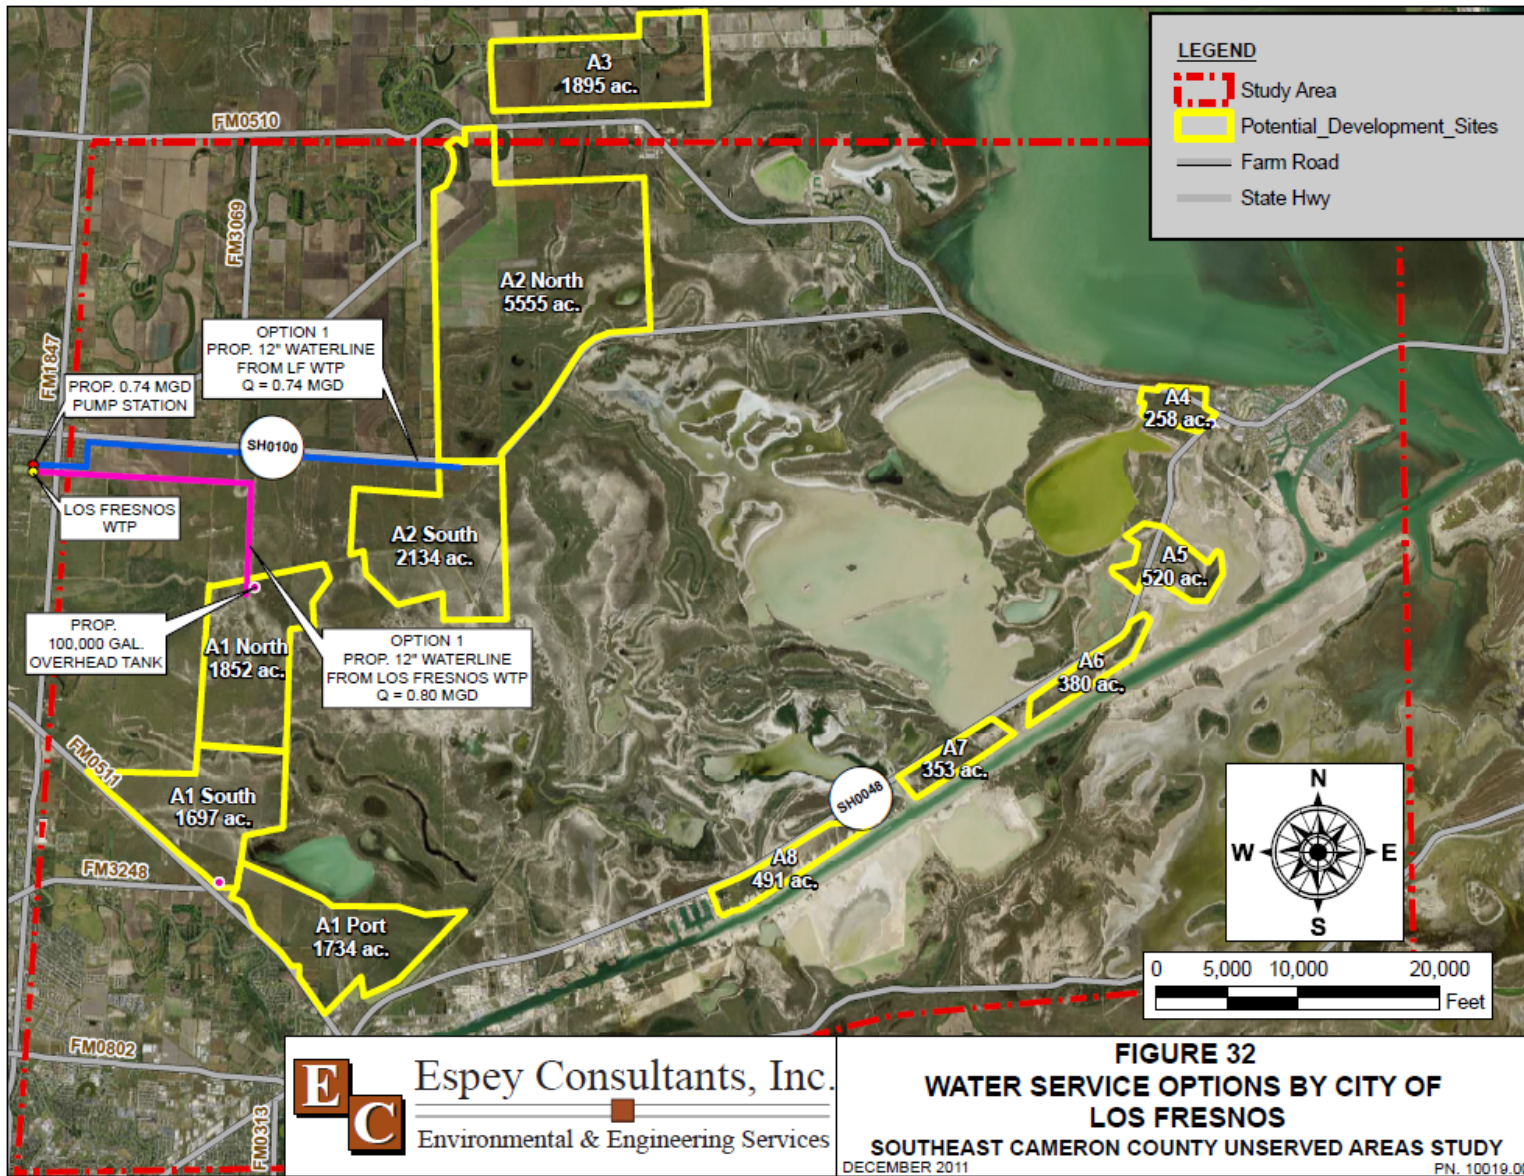 LEGEND
Study Area
Potential_Development_Sites
Farm Road
State Hwy
A3
1895 ac.
FM0510
FM3069
A2 North
5555 ac.
OPTION 1
PROP. 12" WATERLINE
FROM LF WTP
Q = 0.74 MGD
FM1847
PROP. 0.74 MGD
PUMP STATION
A4
258 ac.
SH0100
LOS FRESNOS
WTP
A2 South
2134 ac.
A5
520 ac.
PROP.
100,000 GAL.
OVERHEAD TANK
A1 North
1852 ac.
OPTION 1
PROP. 12" WATERLINE
FROM LOS FRESNOS WTP
Q = 0.80 MGD
A6
380 ac.
FM0511
A7
353 ac.
SH0048
A1 South
1697 ac.
N
W
E
S
A8
491 ac.
FM3248
A1 Port
1734 ac.
0 5,000 10,000 20,000
Feet
FM0802
FM0313
E
C
Espey Consultants, Inc.
Environmental & Engineering Services
FIGURE 32
WATER SERVICE OPTIONS BY CITY OF
LOS FRESNOS
SOUTHEAST CAMERON COUNTY UNSERVED AREAS STUDY
DECEMBER 2011